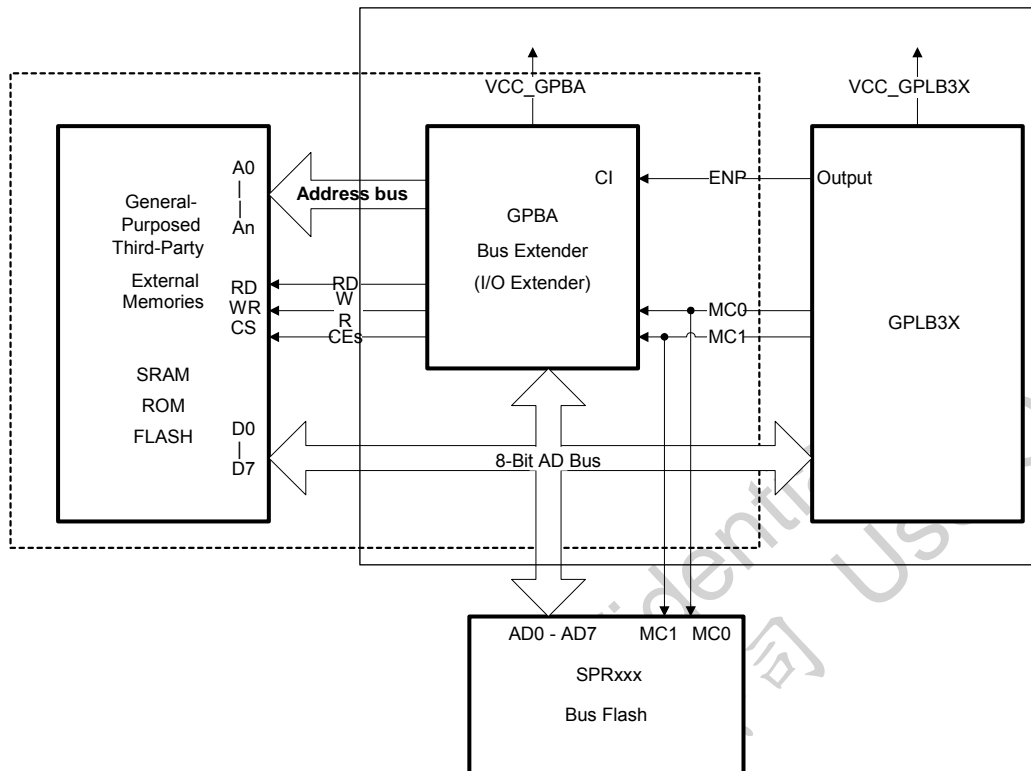 VCC_GPBA
VCC_GPLB3X
A0
|
|
An
General-
Purposed
Third-Party
External
Memories
RD
WR
CS
SRAM
ROM
FLASH
D0
|
D7
Address bus
RD
W
R
CEs
CI
GPBA
Bus Extender
(I/O Extender)
ENP
MC0
MC1
Output
GPLB3X
8-Bit AD Bus
AD0 - AD7
MC1
MC0
SPRxxx
Bus Flash
司